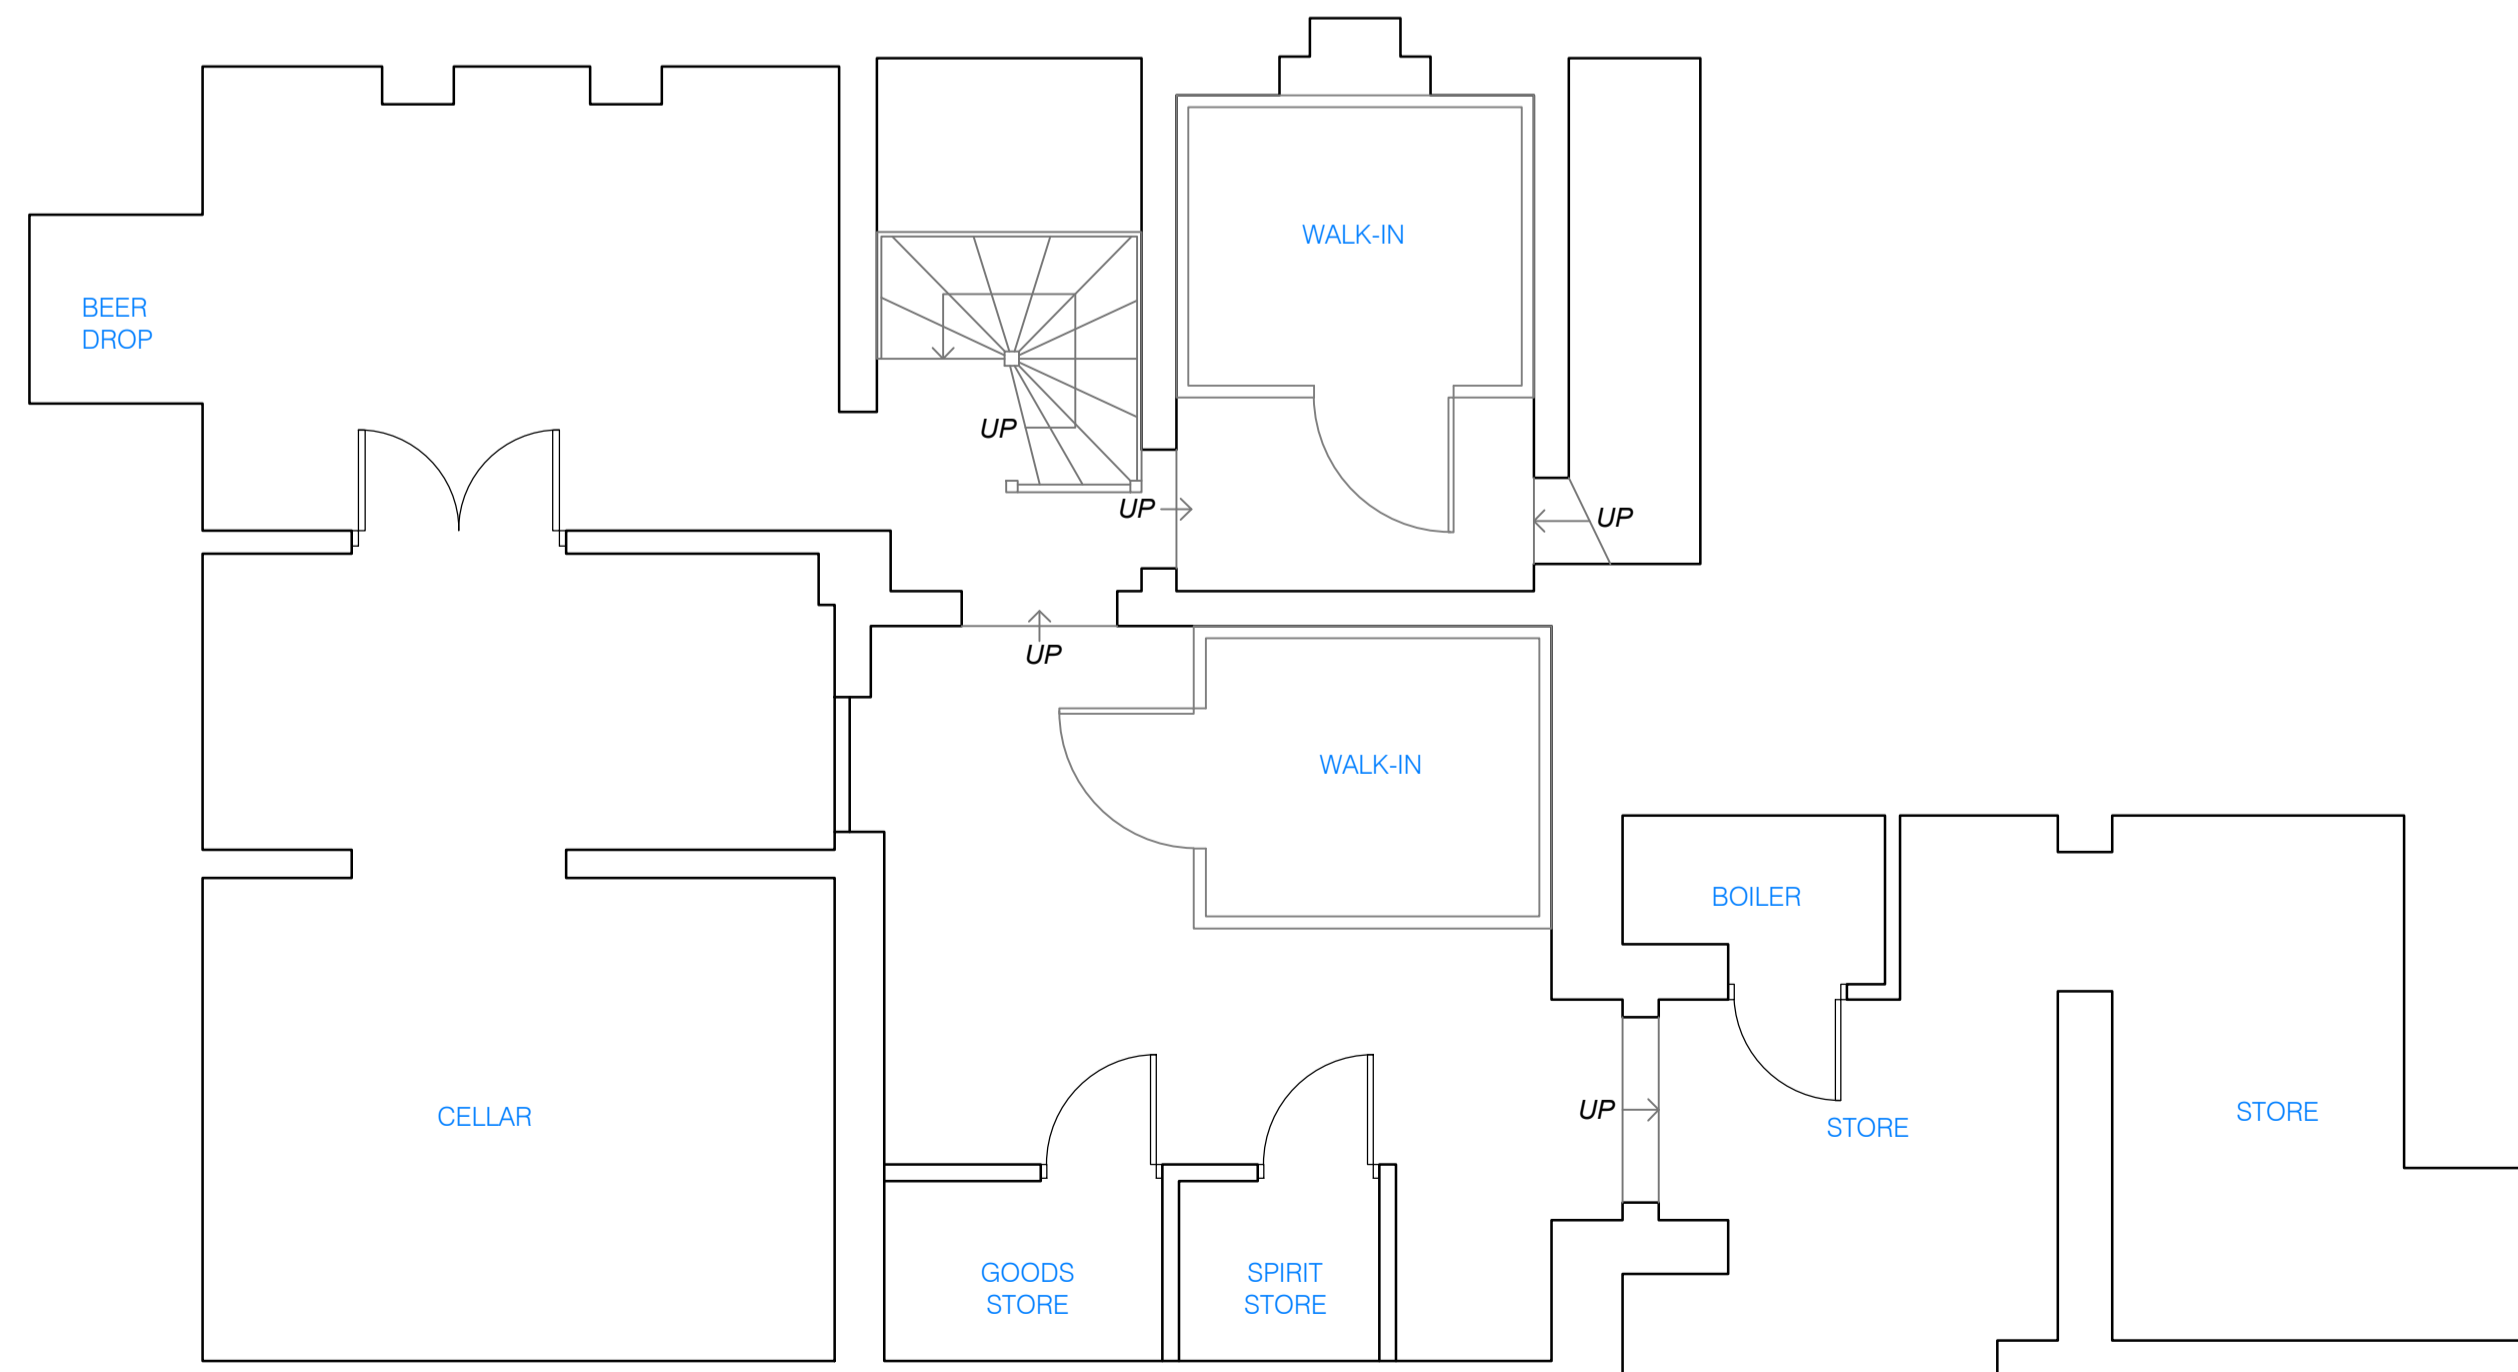 WALK-IN
BEER
DROP
UP
UP
UP
UP
WALK-IN
BOILER
CELLAR
UP
STORE
STORE
GOODS
STORE
SPIRIT
STORE